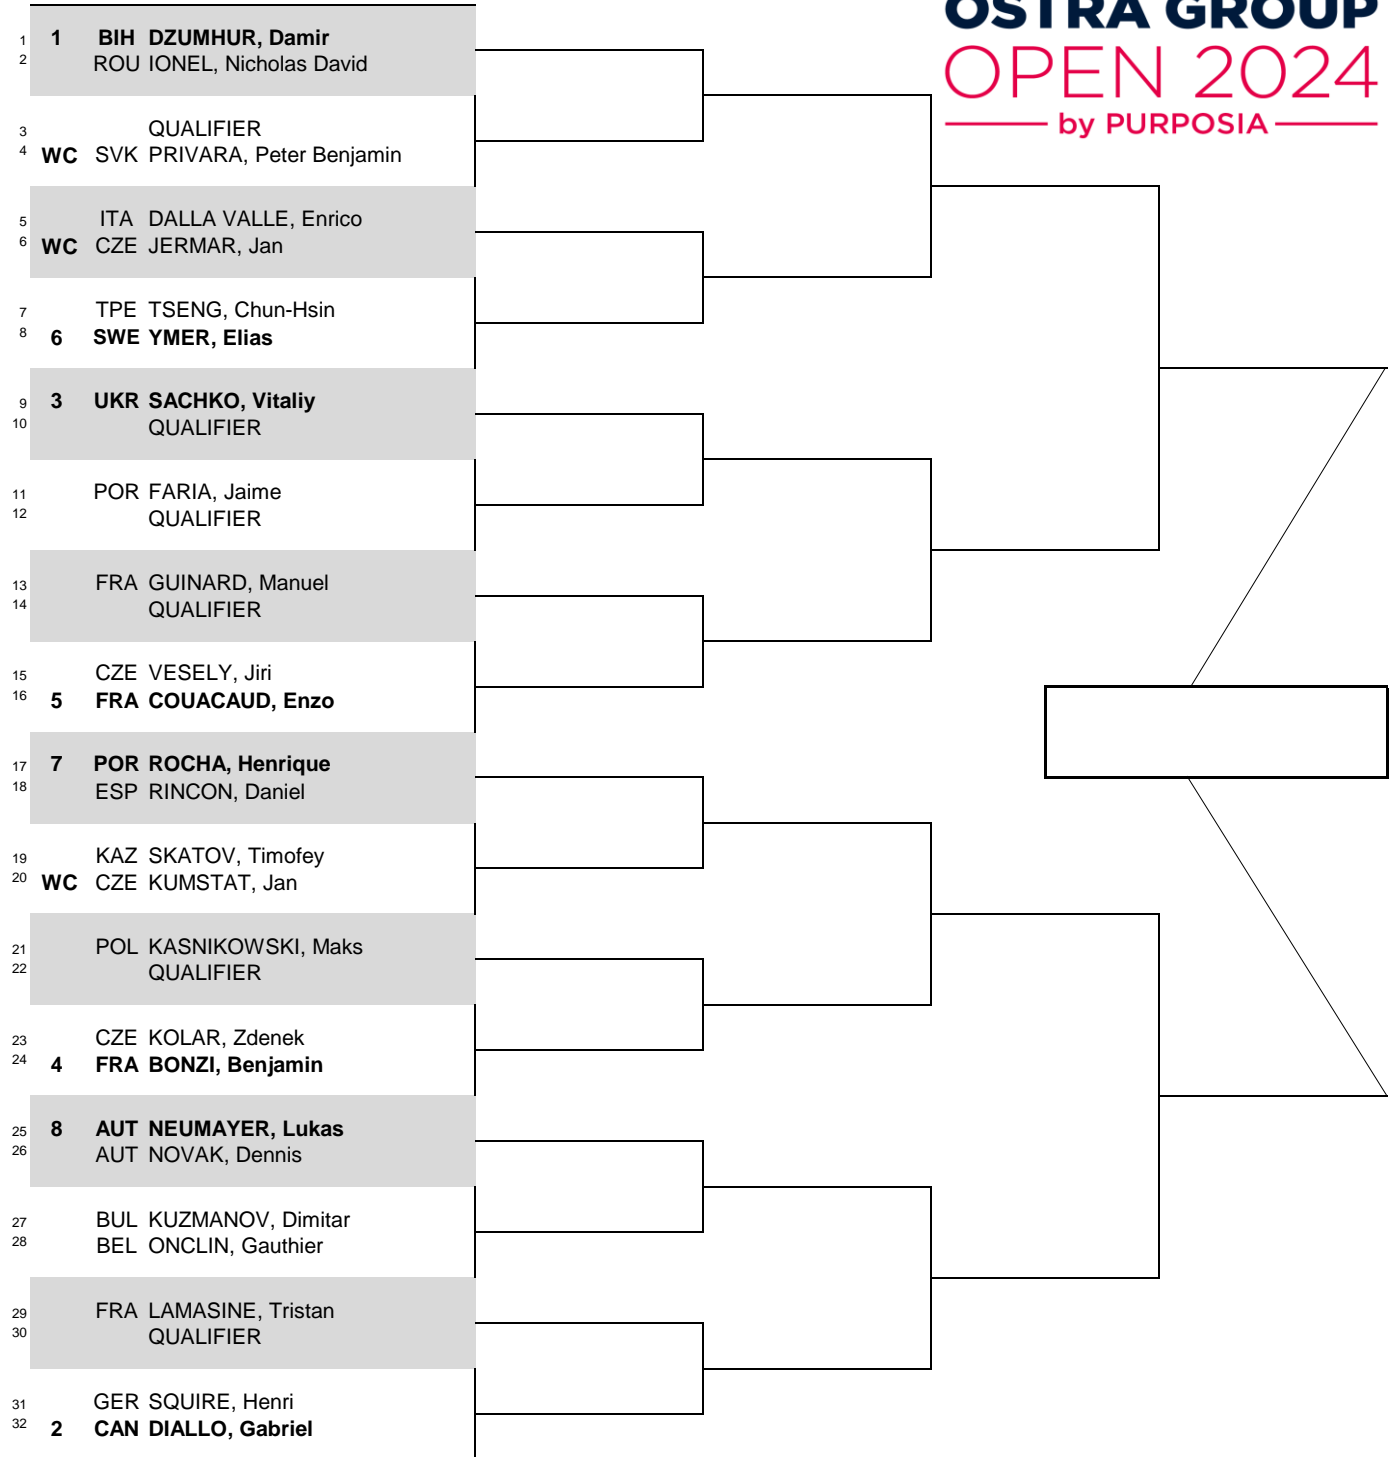 OSTRA GROUP
OPEN 2024
by PURPOSIA
1 1 BIH DZUMHUR, Damir
2 ROU IONEL, Nicholas David
3 QUALIFIER
4 WC SVK PRIVARA, Peter Benjamin
5 ITA DALLA VALLE, Enrico
6 WC CZE JERMAR, Jan
7 TPE TSENG, Chun-Hsin
8 6 SWE YMER, Elias
9 3 UKR SACHKO, Vitaliy
10 QUALIFIER
11 POR FARIA, Jaime
12 QUALIFIER
13 FRA GUINARD, Manuel
14 QUALIFIER
15 CZE VESELY, Jiri
16 5 FRA COUACAUD, Enzo
17 7 POR ROCHA, Henrique
18 ESP RINCON, Daniel
19 KAZ SKATOV, Timofey
20 WC CZE KUMSTAT, Jan
21 POL KASNIKOWSKI, Maks
22 QUALIFIER
23 CZE KOLAR, Zdenek
24 4 FRA BONZI, Benjamin
25 8 AUT NEUMAYER, Lukas
26 AUT NOVAK, Dennis
27 BUL KUZMANOV, Dimitar
28 BEL ONCLIN, Gauthier
29 FRA LAMASINE, Tristan
30 QUALIFIER
31 GER SQUIRE, Henri
32 2 CAN DIALLO, Gabriel